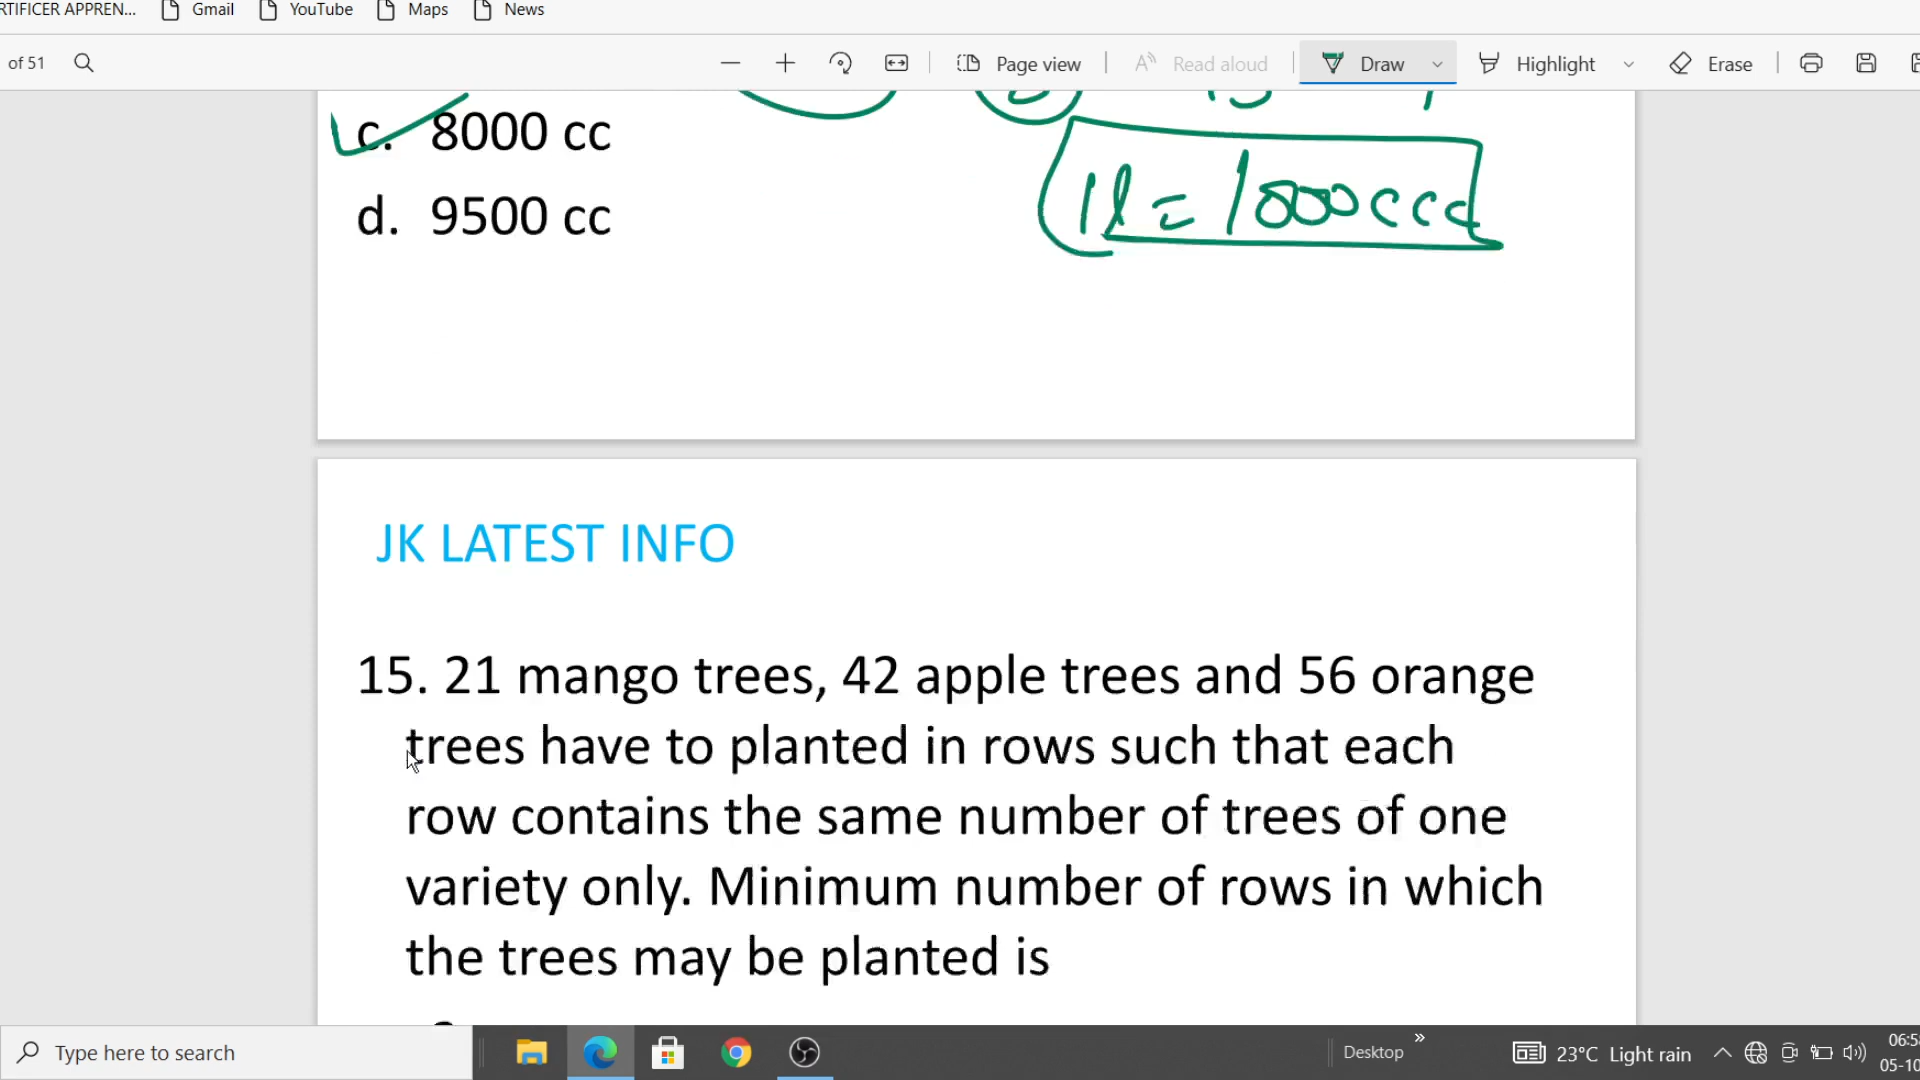 RTIFICER APPREN... Gmail YouTube Maps News
of 51 Page view Read aloud Draw Highlight Erase
c. 8000 cc
d. 9500 cc
1l = 1000cc
JK LATEST INFO
15. 21 mango trees, 42 apple trees and 56 orange
trees have to planted in rows such that each
row contains the same number of trees of one
variety only. Minimum number of rows in which
the trees may be planted is
Type here to search Desktop 23°C Light rain
05-10